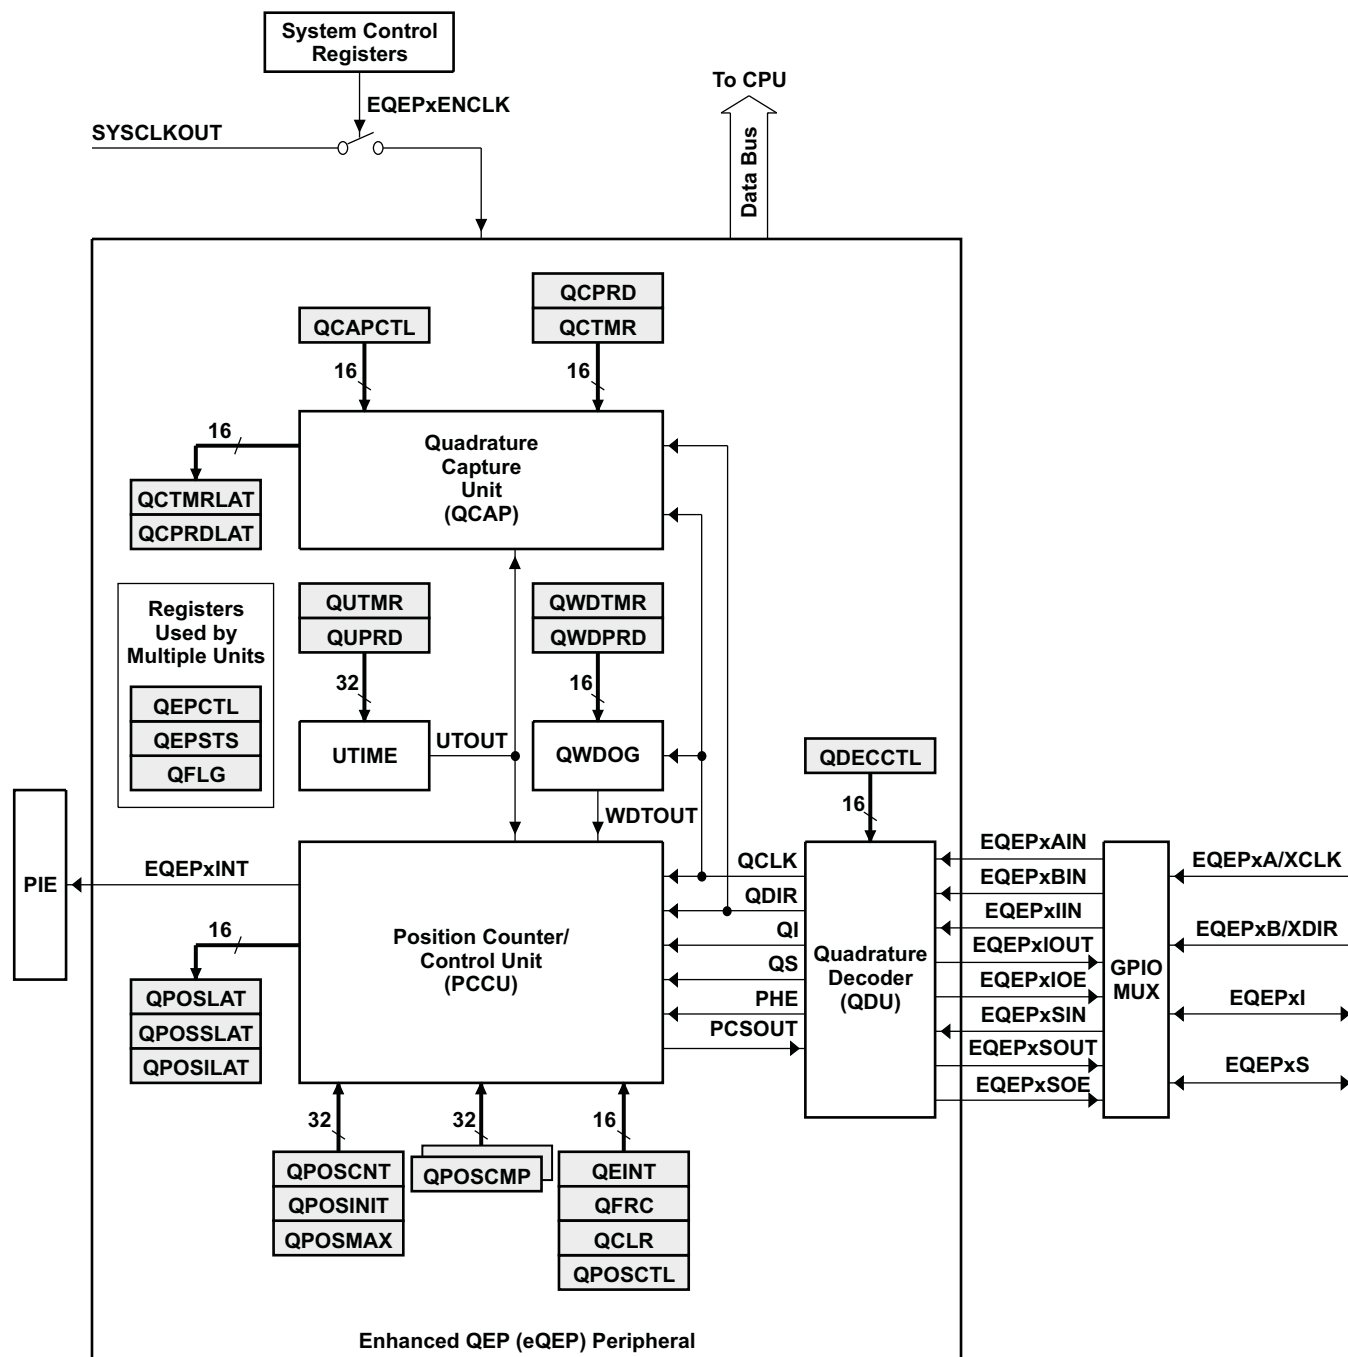 System Control
Registers
To CPU
EQEPxENCLK
SYSCLKOUT
Data Bus
QCPRD
QCAPCTL
QCTMR
16
16
16
Quadrature
Capture
Unit
(QCAP)
QCTMRLAT
QCPRDLAT
Registers
Used by
Multiple Units
QEPCTL
QEPSTS
QFLG
QUTMR
QUPRD
QWDTMR
QWDPRD
32
16
UTIME
UTOUT
QWDOG
QDECCTL
WDTOUT
16
PIE
EQEPxINT
16
Position Counter/
Control Unit
(PCCU)
QCLK
QDIR
QI
QS
PHE
PCSOUT
Quadrature
Decoder
(QDU)
EQEPxAIN
EQEPxBIN
EQEPxIIN
EQEPxIOUT
EQEPxIOE
EQEPxSIN
EQEPxSOUT
EQEPxSOE
GPIO
MUX
EQEPxA/XCLK
EQEPxB/XDIR
EQEPxI
EQEPxS
QPOSLAT
QPOSSLAT
QPOSILAT
32
32
16
QPOSCNT
QPOSINIT
QPOSMAX
QPOSCMP
QEINT
QFRC
QCLR
QPOSCTL
Enhanced QEP (eQEP) Peripheral